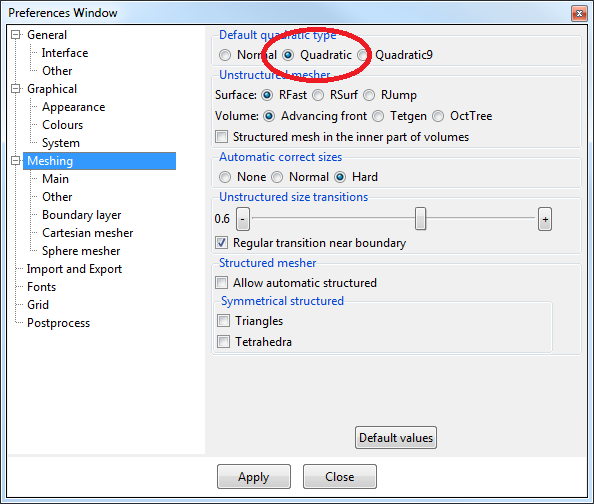 Preferences Window
General
Interface
Other
Graphical
Appearance
Colours
System
Meshing
Main
Other
Boundary layer
Cartesian mesher
Sphere mesher
Import and Export
Fonts
Grid
Postprocess
Default quadratic type
Normal Quadratic Quadratic9
Unstructured mesher
Surface: RFast RSurf RJump
Volume: Advancing front Tetgen OctTree
Structured mesh in the inner part of volumes
Automatic correct sizes
None Normal Hard
Unstructured size transitions
0.6 - +
Regular transition near boundary
Structured mesher
Allow automatic structured
Symmetrical structured
Triangles
Tetrahedra
Default values
Apply Close